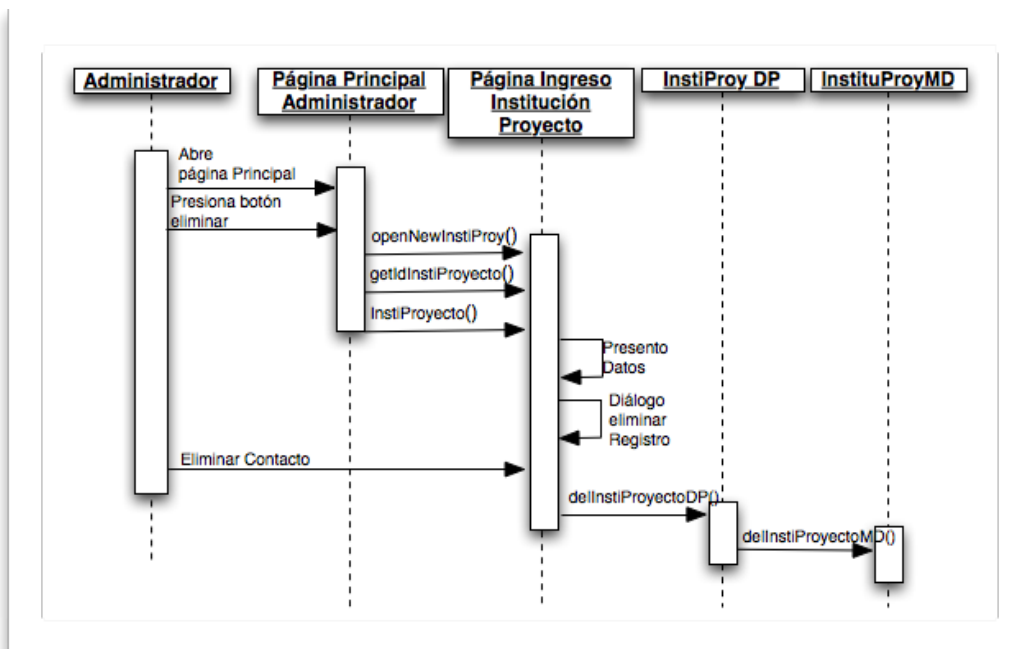 Administrador
Página Principal
Administrador
Página Ingreso
Institución
Proyecto
InstiProy DP
InstituProyMD
Abre
página Principal
Presiona botón
eliminar
openNewInstiProy()
getIdInstiProyecto()
InstiProyecto()
Presento
Datos
Diálogo
eliminar
Registro
Eliminar Contacto
delInstiProyectoDP()
delInstiProyectoMD()